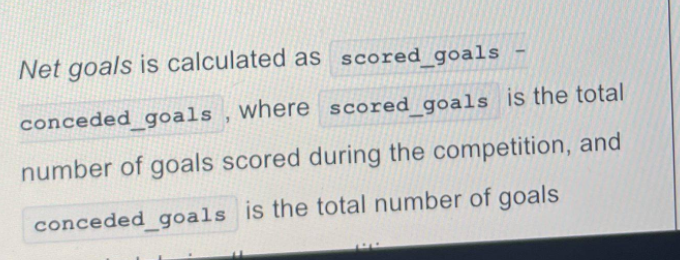 Net goals is calculated as scored_goals -
conceded_goals , where scored_goals is the total
number of goals scored during the competition, and
conceded_goals is the total number of goals